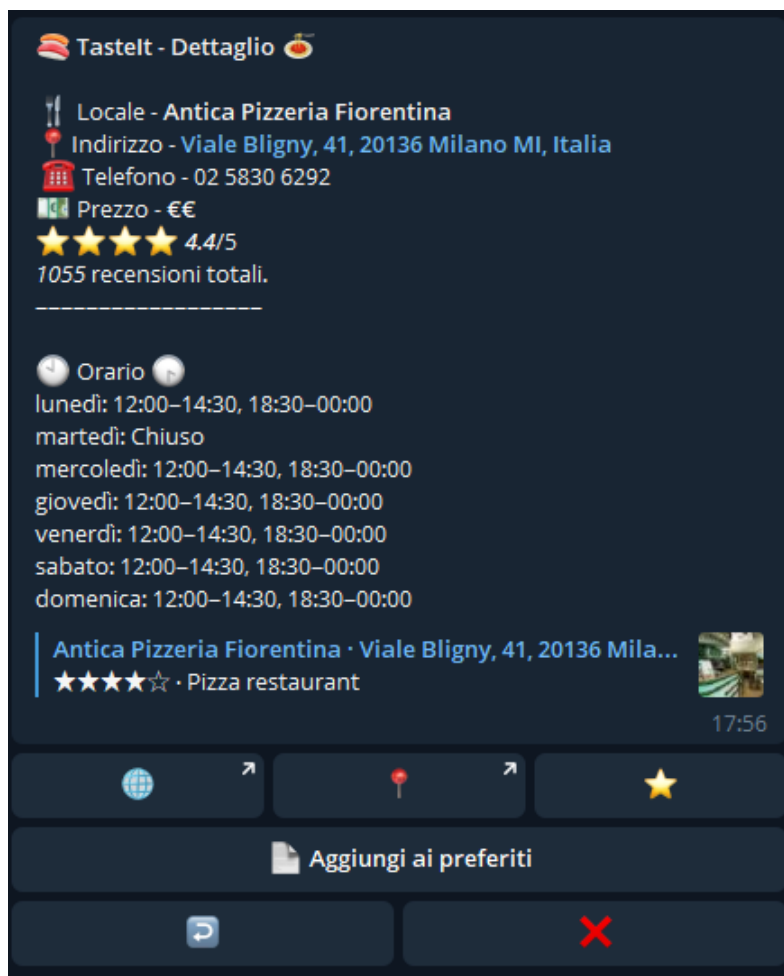 TasteIt - Dettaglio
Locale - Antica Pizzeria Fiorentina
Indirizzo - Viale Bligny, 41, 20136 Milano MI, Italia
Telefono - 02 5830 6292
Prezzo - €€
4.4/5
1055 recensioni totali.
___________________
Orario
lunedì: 12:00–14:30, 18:30–00:00
martedì: Chiuso
mercoledì: 12:00–14:30, 18:30–00:00
giovedì: 12:00–14:30, 18:30–00:00
venerdì: 12:00–14:30, 18:30–00:00
sabato: 12:00–14:30, 18:30–00:00
domenica: 12:00–14:30, 18:30–00:00
Antica Pizzeria Fiorentina · Viale Bligny, 41, 20136 Mila...
★★★★☆ · Pizza restaurant
17:56
Aggiungi ai preferiti